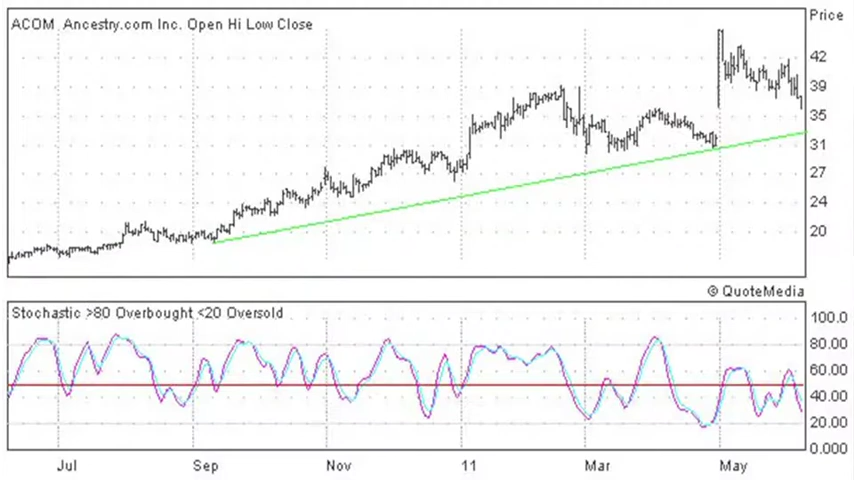 ACOM Ancestry.com Inc. Open Hi Low Close
Price
42
39
35
31
27
24
20
© QuoteMedia
Stochastic >80 Overbought <20 Oversold
100.0
80.00
60.00
40.00
20.00
0.000
Jul Sep Nov 11 Mar May